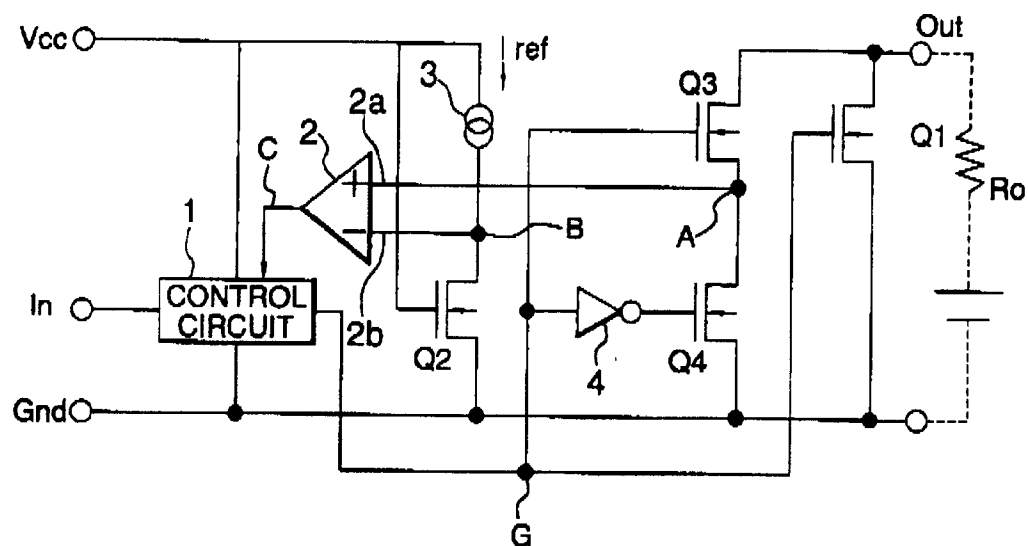 Vcc
ref
Out
3
2a
Q3
2
Q1
C
+
Ro
1
B
A
−
In
CONTROL
CIRCUIT
2b
Q2
4
Q4
Gnd
G